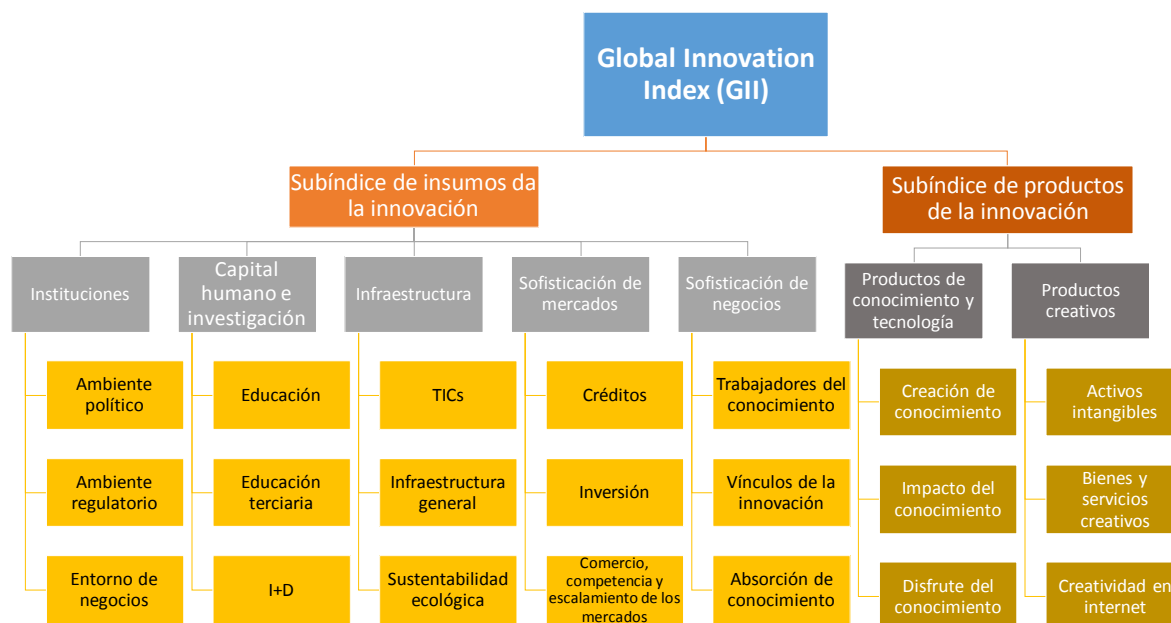 Global Innovation
Index (GII)
Subíndice de insumos da
la innovación
Subíndice de productos
de la innovación
Instituciones
Capital
humano e
investigación
Infraestructura
Sofisticación de
mercados
Sofisticación de
negocios
Productos de
conocimiento y
tecnología
Productos
creativos
Ambiente
político
Educación
TICs
Créditos
Trabajadores del
conocimiento
Creación de
conocimiento
Activos
intangibles
Ambiente
regulatorio
Educación
terciaria
Infraestructura
general
Inversión
Vínculos de la
innovación
Impacto del
conocimiento
Bienes y
servicios
creativos
Entorno de
negocios
I+D
Sustentabilidad
ecológica
Comercio,
competencia y
escalamiento de los
mercados
Absorción de
conocimiento
Disfrute del
conocimiento
Creatividad en
internet